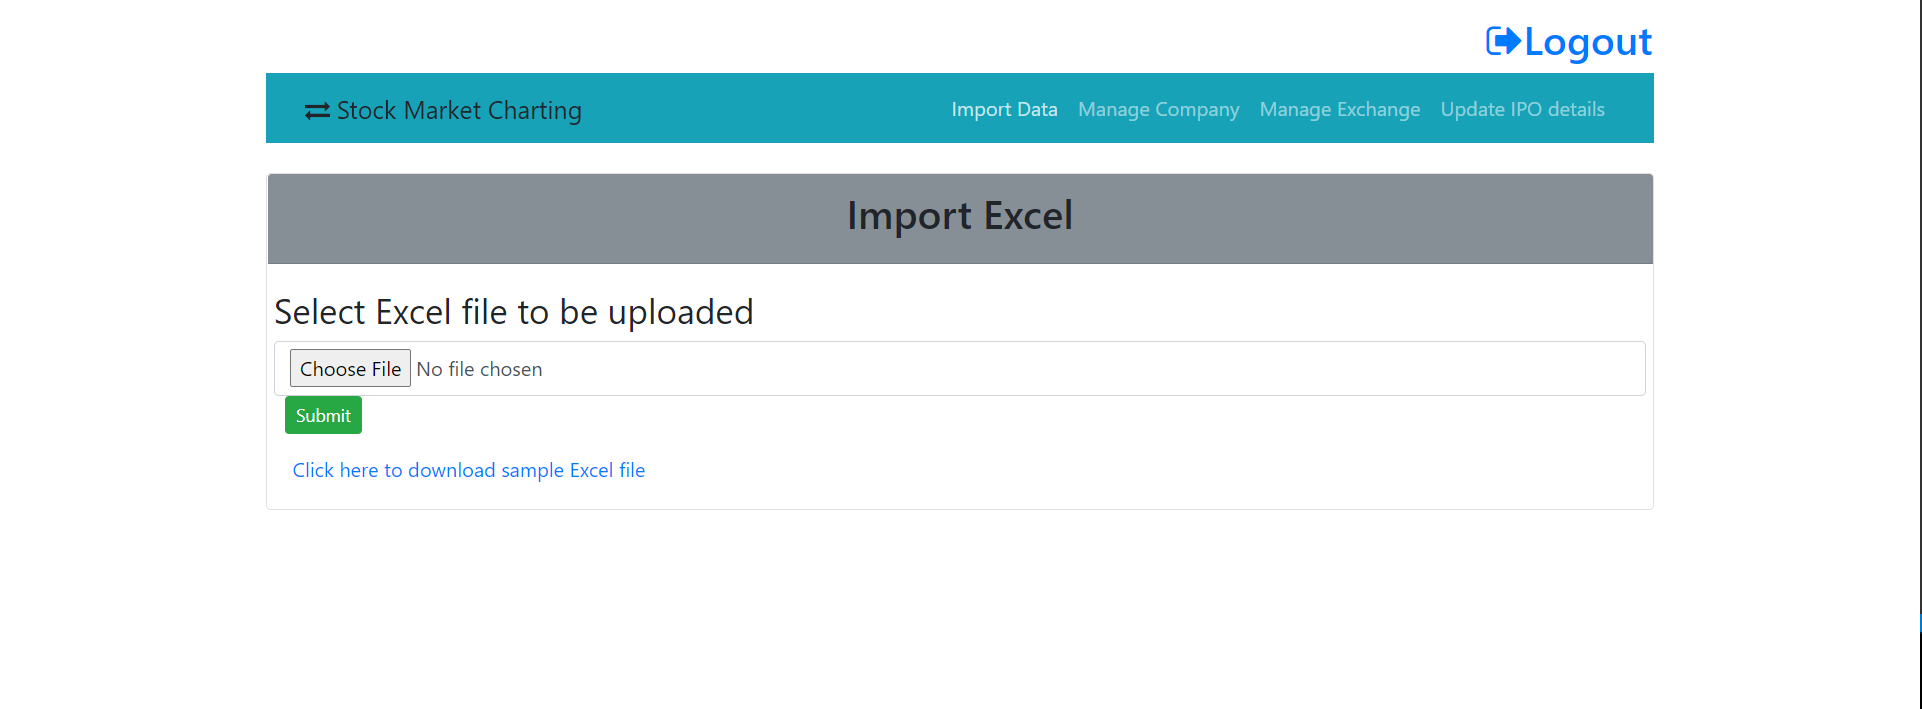 Logout
Stock Market Charting Import Data Manage Company Manage Exchange Update IPO details
Import Excel
Select Excel file to be uploaded
Choose File No file chosen
Submit
Click here to download sample Excel file